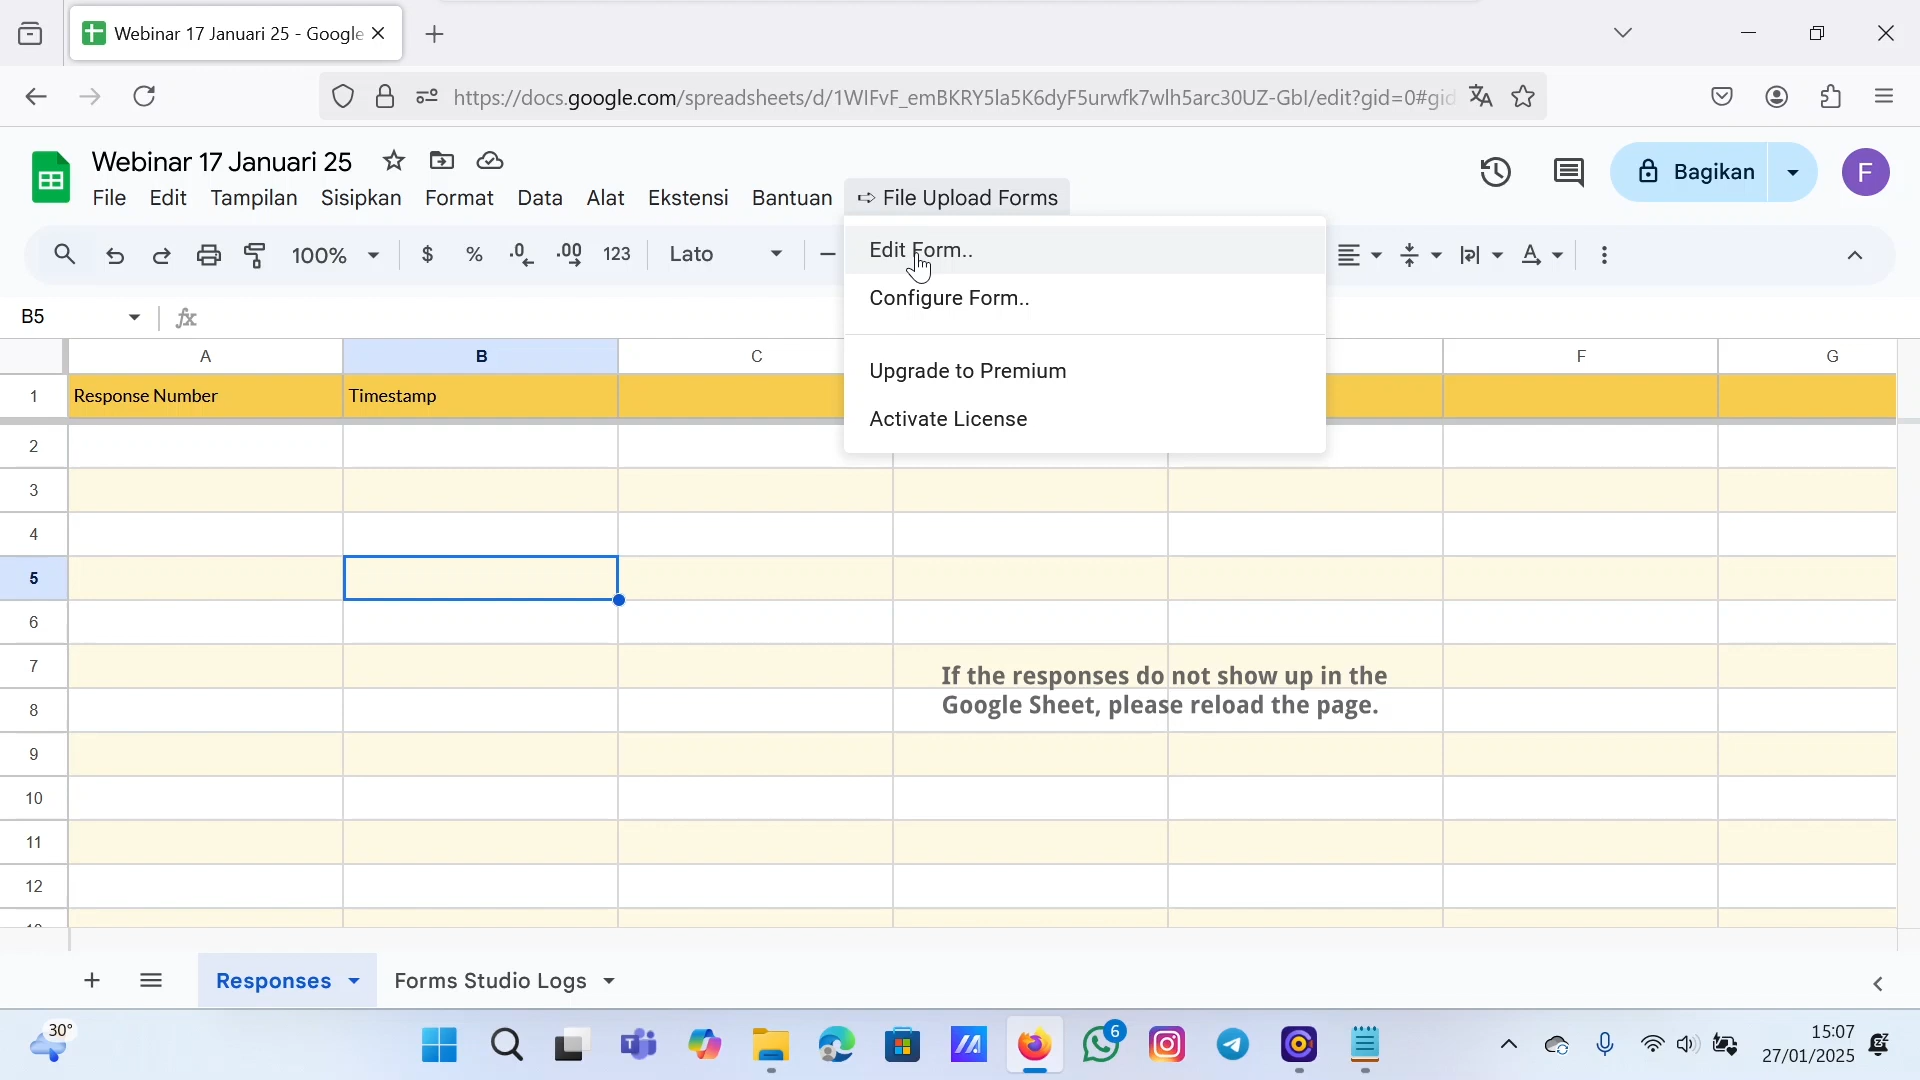 Webinar 17 Januari 25 - Google
https://docs.google.com/spreadsheets/d/1WIFvF_emBKRY5la5K6dyF5urwfk7wlh5arc30UZ-GbI/edit?gid=0#gid
Webinar 17 Januari 25
Bagikan
F
File Edit Tampilan Sisipkan Format Data Alat Ekstensi Bantuan ➪ File Upload Forms
100% $ % .0 .00 123 Lato
Edit Form..
Configure Form..
Upgrade to Premium
Activate License
B5
fx
A B C F G
1 Response Number Timestamp
2
3
4
5
6
7
If the responses do not show up in the
Google Sheet, please reload the page.
8
9
10
11
12
Responses Forms Studio Logs
30°
6
15:07
27/01/2025